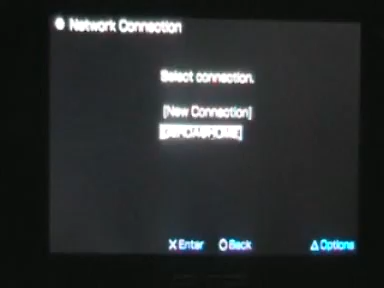 Network Connection
Select connection.
[New Connection]
X Enter O Back △ Options